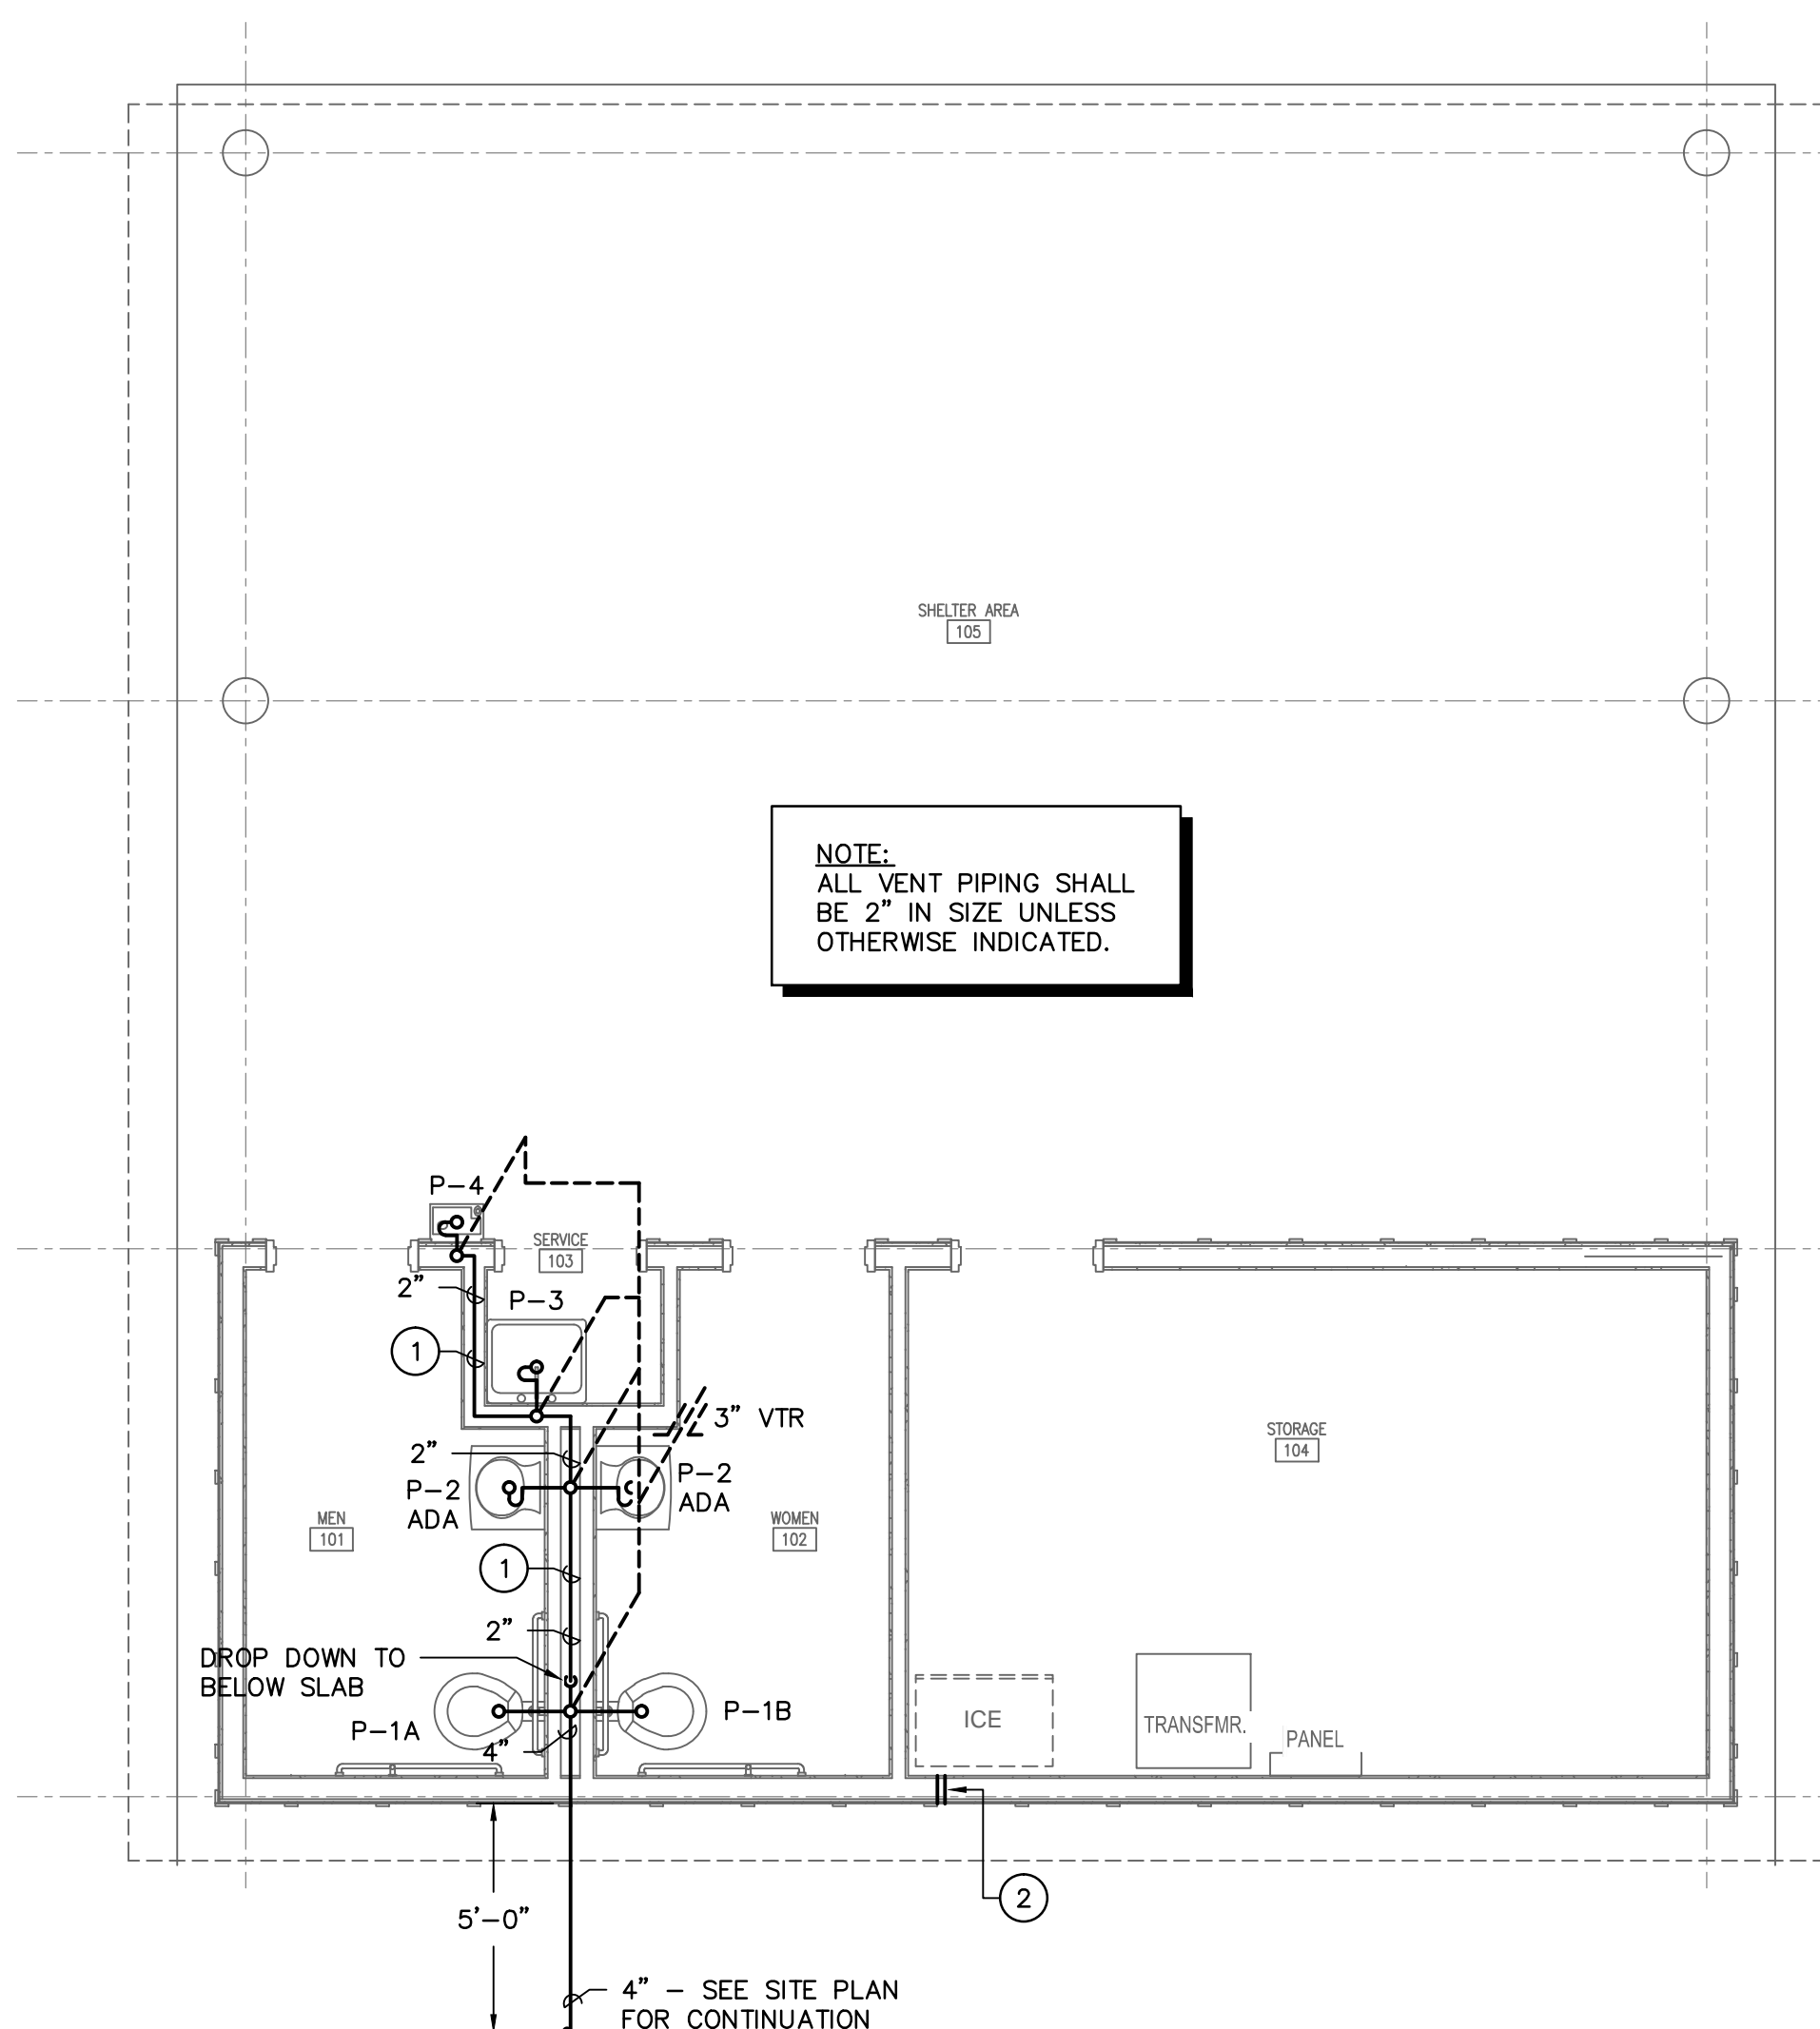 SHELTER AREA
105
NOTE:
ALL VENT PIPING SHALL
BE 2" IN SIZE UNLESS
OTHERWISE INDICATED.
P-4
SERVICE
103
2"
P-3
1
3" VTR
2"
P-2
ADA
P-2
ADA
STORAGE
104
MEN
101
WOMEN
102
1
2"
DROP DOWN TO
BELOW SLAB
P-1A
P-1B
4"
ICE
TRANSFMR.
PANEL
2
5'-0"
4" - SEE SITE PLAN
FOR CONTINUATION